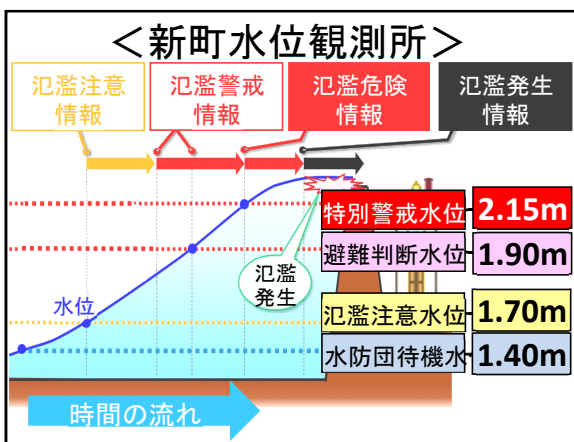 ＜新町水位観測所＞
氾濫注意
情報
氾濫警戒
情報
氾濫危険
情報
氾濫発生
情報
特別警戒水位 2.15m
避難判断水位 1.90m
氾濫
発生
水位
氾濫注意水位 1.70m
水防団待機水 1.40m
時間の流れ